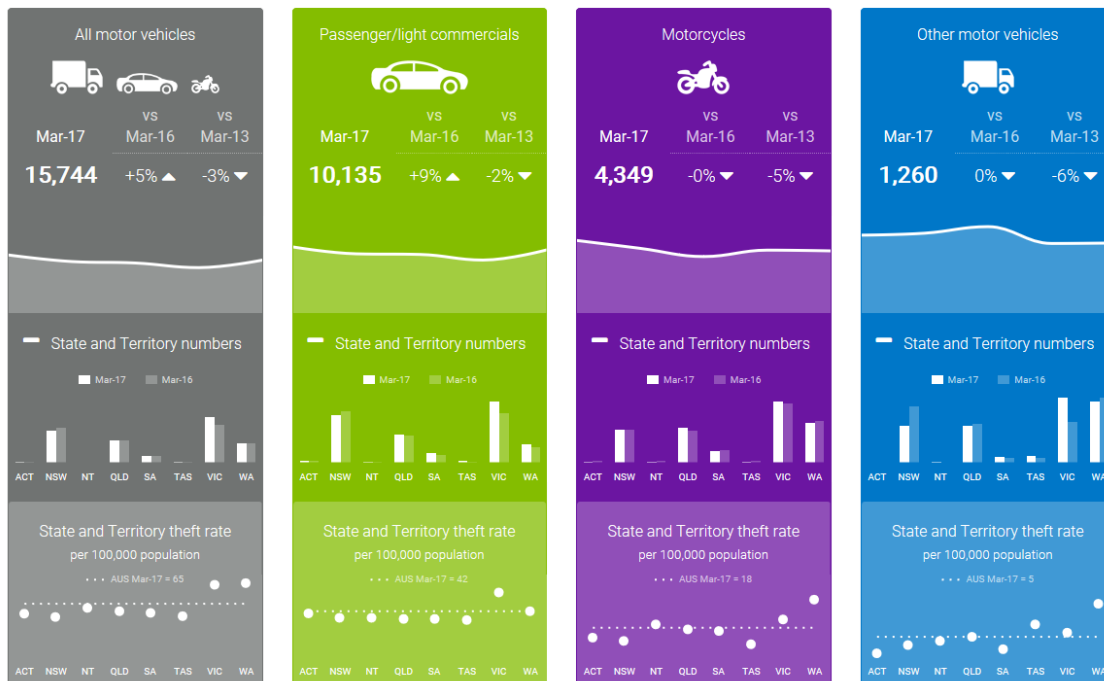 All motor vehicles
vs vs
Mar-17 Mar-16 Mar-13
15,744 +5% -3%
State and Territory numbers
Mar-17 Mar-16
ACT NSW NT QLD SA TAS VIC WA
State and Territory theft rate
per 100,000 population
AUS Mar-17 = 65
ACT NSW NT QLD SA TAS VIC WA
Passenger/light commercials
vs vs
Mar-17 Mar-16 Mar-13
10,135 +9% -2%
State and Territory numbers
Mar-17 Mar-16
ACT NSW NT QLD SA TAS VIC WA
State and Territory theft rate
per 100,000 population
AUS Mar-17 = 42
ACT NSW NT QLD SA TAS VIC WA
Motorcycles
vs vs
Mar-17 Mar-16 Mar-13
4,349 -0% -5%
State and Territory numbers
Mar-17 Mar-16
ACT NSW NT QLD SA TAS VIC WA
State and Territory theft rate
per 100,000 population
AUS Mar-17 = 18
ACT NSW NT QLD SA TAS VIC WA
Other motor vehicles
vs vs
Mar-17 Mar-16 Mar-13
1,260 0% -6%
State and Territory numbers
Mar-17 Mar-16
ACT NSW NT QLD SA TAS VIC WA
State and Territory theft rate
per 100,000 population
AUS Mar-17 = 5
ACT NSW NT QLD SA TAS VIC WA